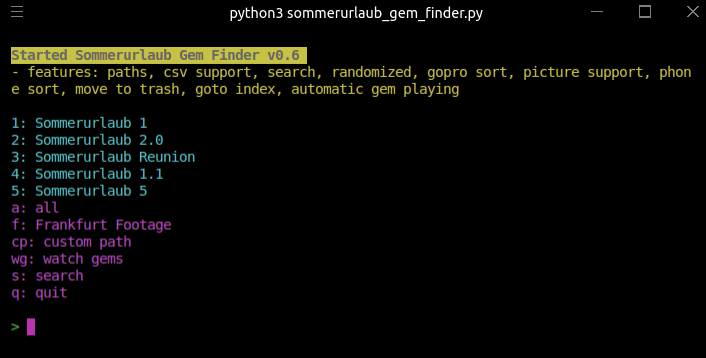 python3 sommerurlaub_gem_finder.py
Started Sommerurlaub Gem Finder v0.6
- features: paths, csv support, search, randomized, gopro sort, picture support, phon
e sort, move to trash, goto index, automatic gem playing
1: Sommerurlaub 1
2: Sommerurlaub 2.0
3: Sommerurlaub Reunion
4: Sommerurlaub 1.1
5: Sommerurlaub 5
a: all
f: Frankfurt Footage
cp: custom path
wg: watch gems
s: search
q: quit
>